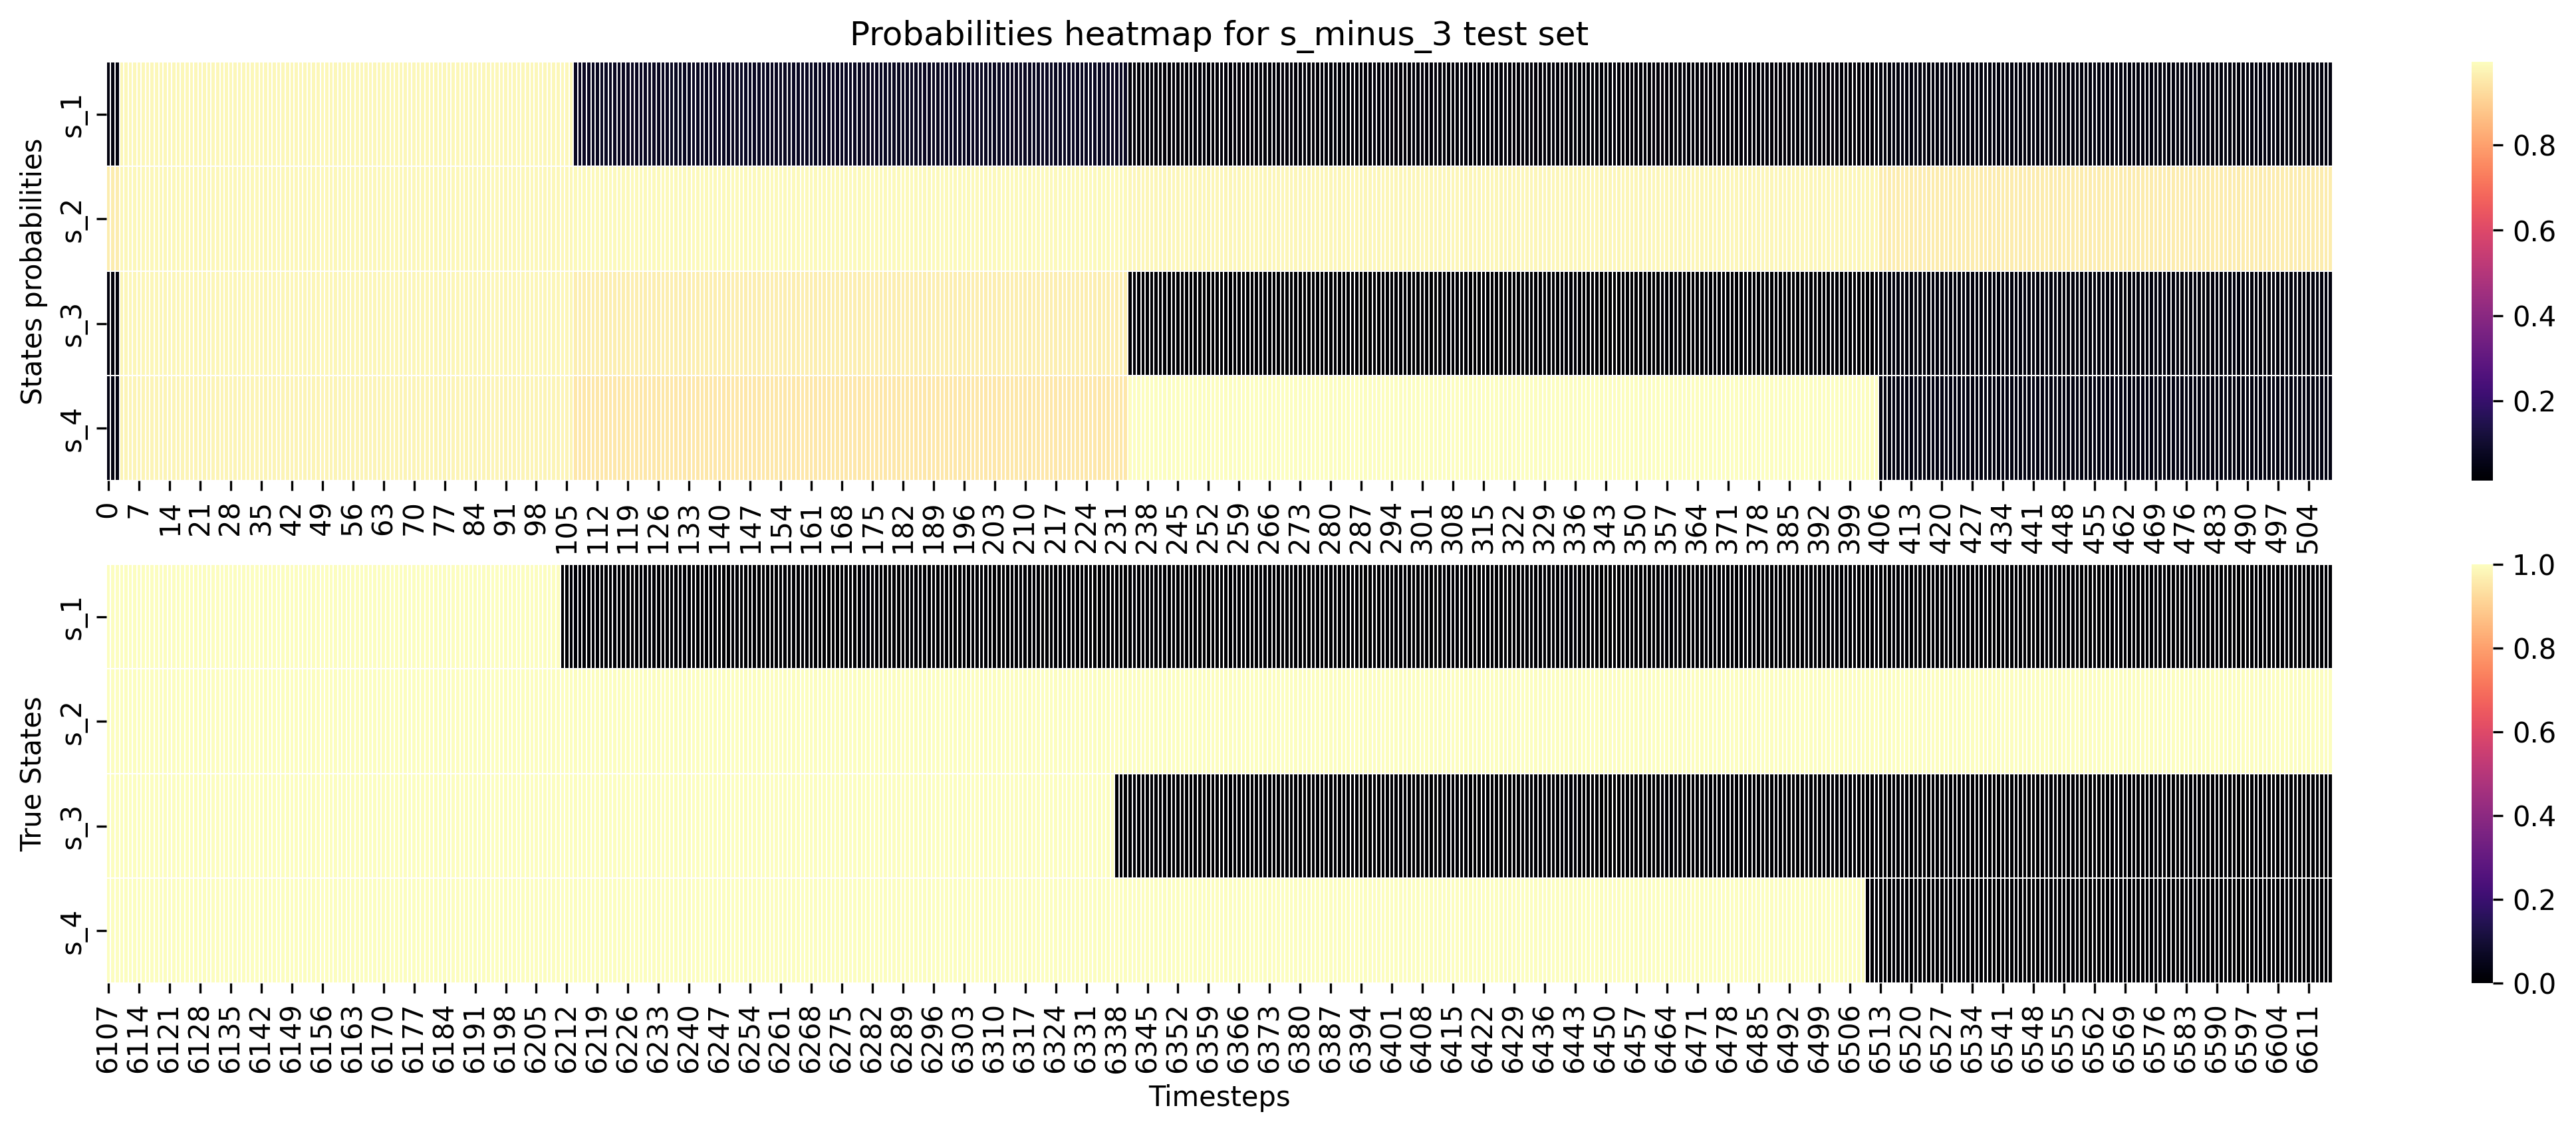 Probabilities heatmap for s_minus_3 test set
States probabilities
s_1
s_2
s_3
s_4
0 7 14 21 28 35 42 49 56 63 70 77 84 91 98 105 112 119 126 133 140 147 154 161 168 175 182 189 196 203 210 217 224 231 238 245 252 259 266 273 280 287 294 301 308 315 322 329 336 343 350 357 364 371 378 385 392 399 406 413 420 427 434 441 448 455 462 469 476 483 490 497 504
0.8
0.6
0.4
0.2
True States
s_1
s_2
s_3
s_4
6107 6114 6121 6128 6135 6142 6149 6156 6163 6170 6177 6184 6191 6198 6205 6212 6219 6226 6233 6240 6247 6254 6261 6268 6275 6282 6289 6296 6303 6310 6317 6324 6331 6338 6345 6352 6359 6366 6373 6380 6387 6394 6401 6408 6415 6422 6429 6436 6443 6450 6457 6464 6471 6478 6485 6492 6499 6506 6513 6520 6527 6534 6541 6548 6555 6562 6569 6576 6583 6590 6597 6604 6611
Timesteps
1.0
0.8
0.6
0.4
0.2
0.0